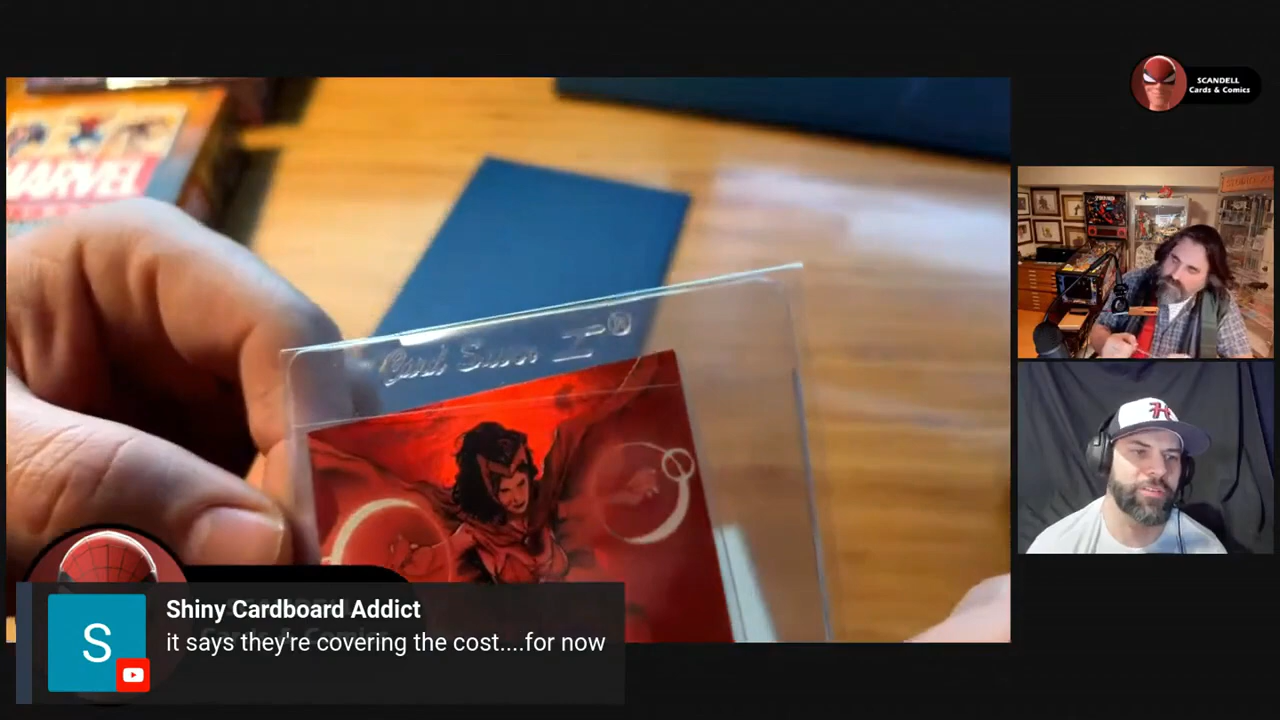 SCANDELL
Cards & Comics
MARVEL
Card Saver I®
S
Shiny Cardboard Addict
it says they're covering the cost....for now